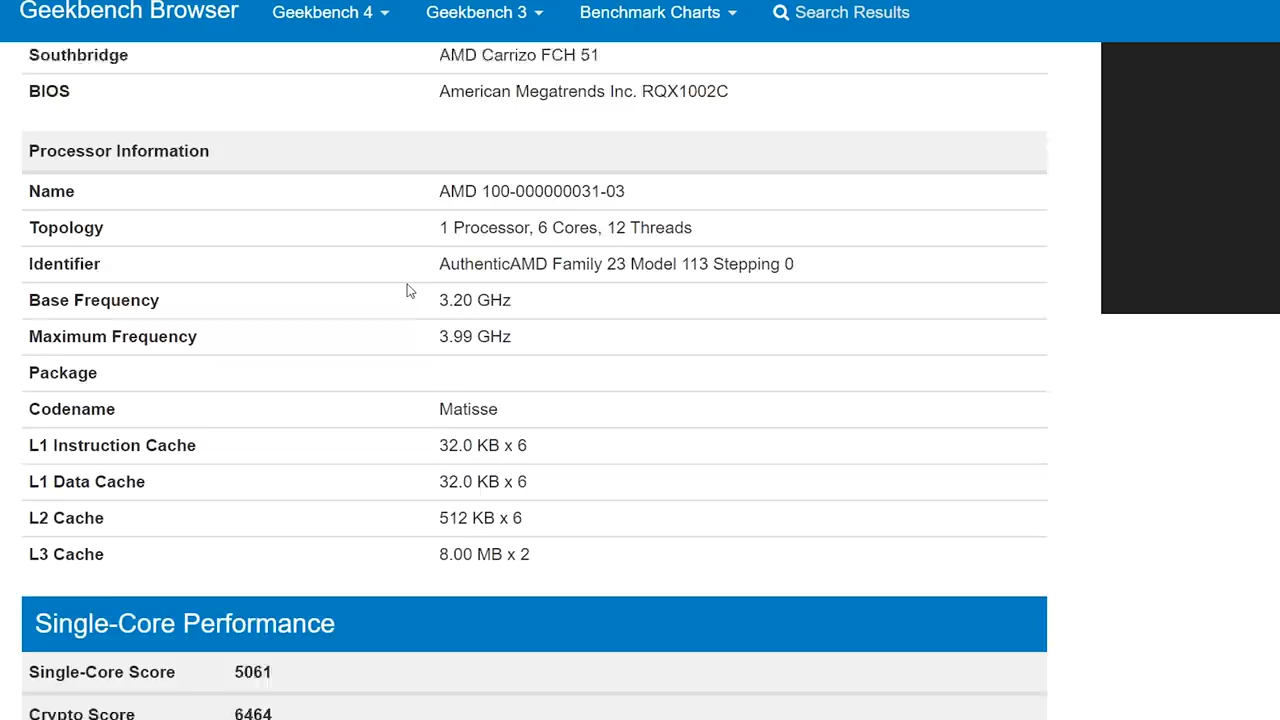 Geekbench Browser Geekbench 4 Geekbench 3 Benchmark Charts Search Results
Southbridge AMD Carrizo FCH 51
BIOS American Megatrends Inc. RQX1002C
Processor Information
Name AMD 100-000000031-03
Topology 1 Processor, 6 Cores, 12 Threads
Identifier AuthenticAMD Family 23 Model 113 Stepping 0
Base Frequency 3.20 GHz
Maximum Frequency 3.99 GHz
Package
Codename Matisse
L1 Instruction Cache 32.0 KB x 6
L1 Data Cache 32.0 KB x 6
L2 Cache 512 KB x 6
L3 Cache 8.00 MB x 2
Single-Core Performance
Single-Core Score 5061
Crypto Score 6464